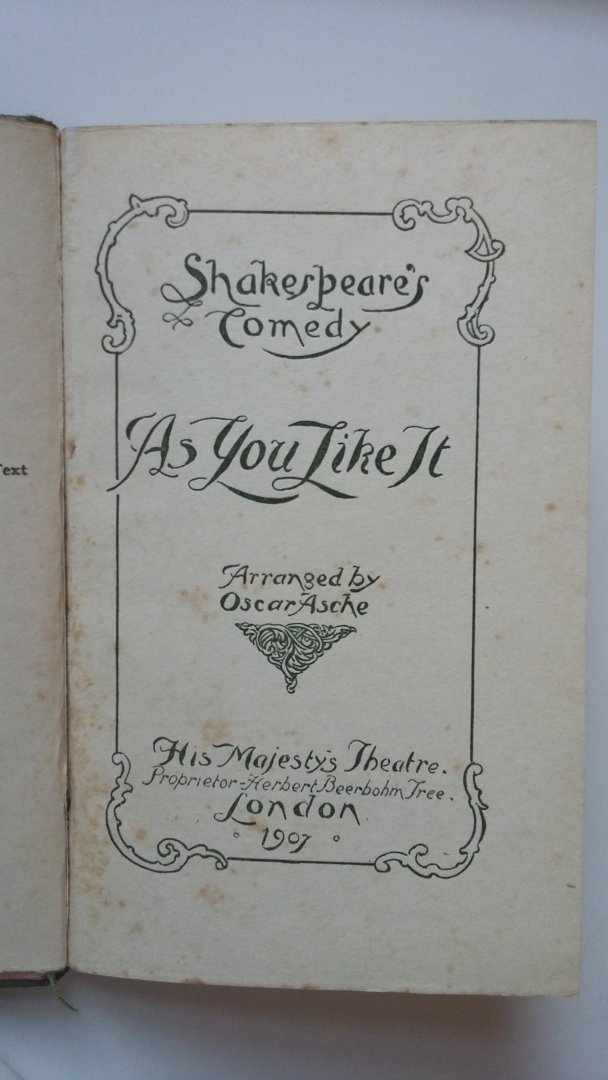 Text
Shakespeare's
Comedy
As You Like It
Arranged by
Oscar Asche
His Majesty's Theatre.
Proprietor-Herbert Beerbohm Tree.
London.
1907